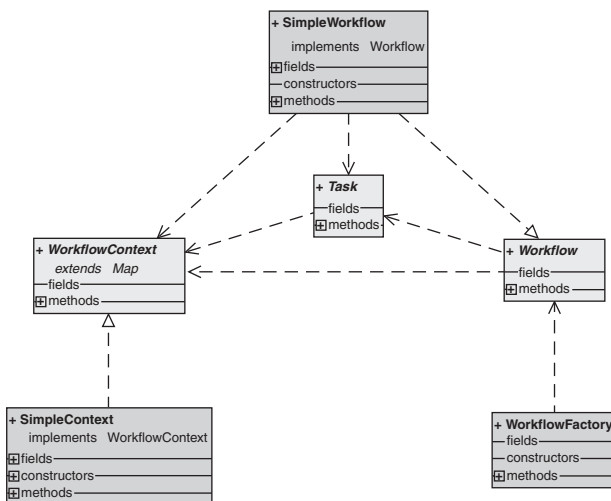 + SimpleWorkflow
implements Workflow
fields
constructors
methods
+ Task
fields
methods
+ WorkflowContext
extends Map
fields
methods
+ Workflow
fields
methods
+ SimpleContext
implements WorkflowContext
fields
constructors
methods
+ WorkflowFactory
fields
constructors
methods